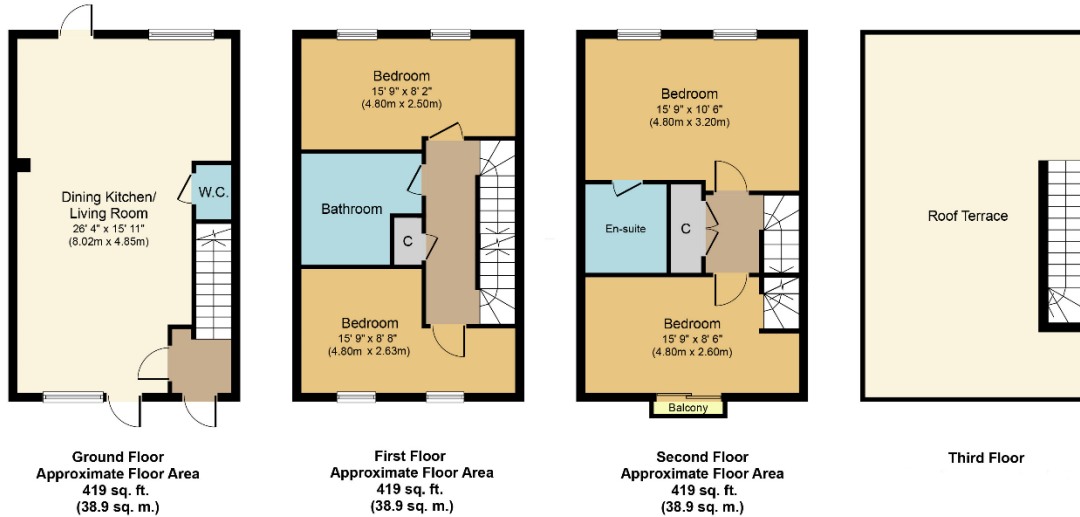 Dining Kitchen/
Living Room
26' 4" x 15' 11"
(8.02m x 4.85m)
W.C.
Ground Floor
Approximate Floor Area
419 sq. ft.
(38.9 sq. m.)
Bedroom
15' 9" x 8' 2"
(4.80m x 2.50m)
Bathroom
C
Bedroom
15' 9" x 8' 8"
(4.80m x 2.63m)
First Floor
Approximate Floor Area
419 sq. ft.
(38.9 sq. m.)
Bedroom
15' 9" x 10' 6"
(4.80m x 3.20m)
En-suite
C
Bedroom
15' 9" x 8' 6"
(4.80m x 2.60m)
Balcony
Second Floor
Approximate Floor Area
419 sq. ft.
(38.9 sq. m.)
Roof Terrace
Third Floor